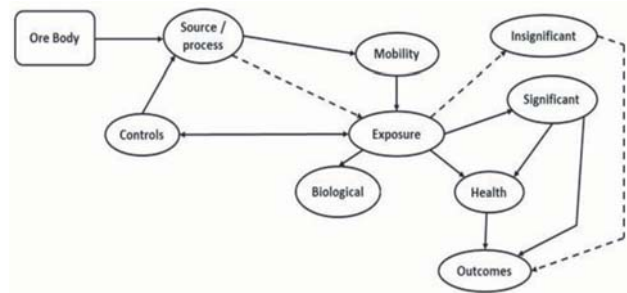 Ore Body
Source /
process
Mobility
Insignificant
Significant
Controls
Exposure
Biological
Health
Outcomes